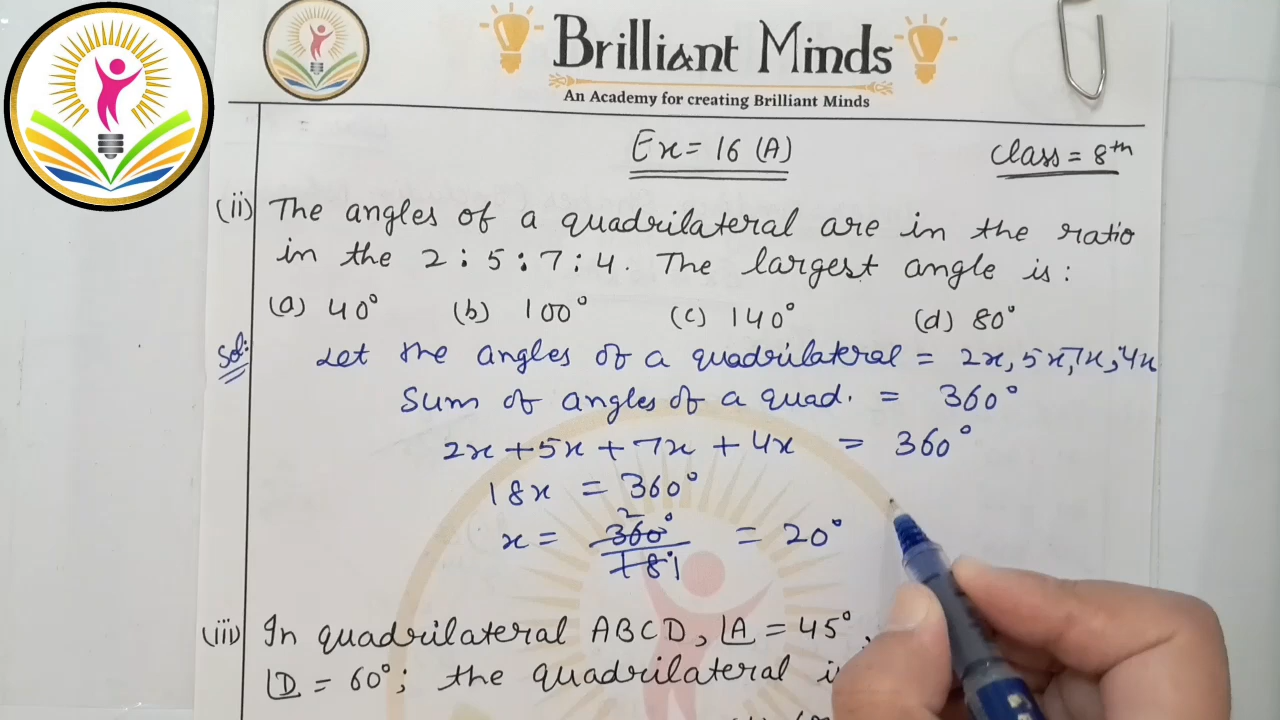 Brilliant Minds
An Academy for creating Brilliant Minds
Ex = 16 (A)
Class = 8th
(ii) The angles of a quadrilateral are in the ratio
in the 2 : 5 : 7 : 4. The largest angle is :
(a) 40° (b) 100° (c) 140° (d) 80°
Sol: Let the angles of a quadrilateral = 2x, 5x, 7x, 4x
Sum of angles of a quad. = 360°
2x + 5x + 7x + 4x = 360°
18x = 360°
2
x = 360° / 18 1 = 20°
(iii) In quadrilateral ABCD, ∠A = 45°,
∠D = 60°; the quadrilateral